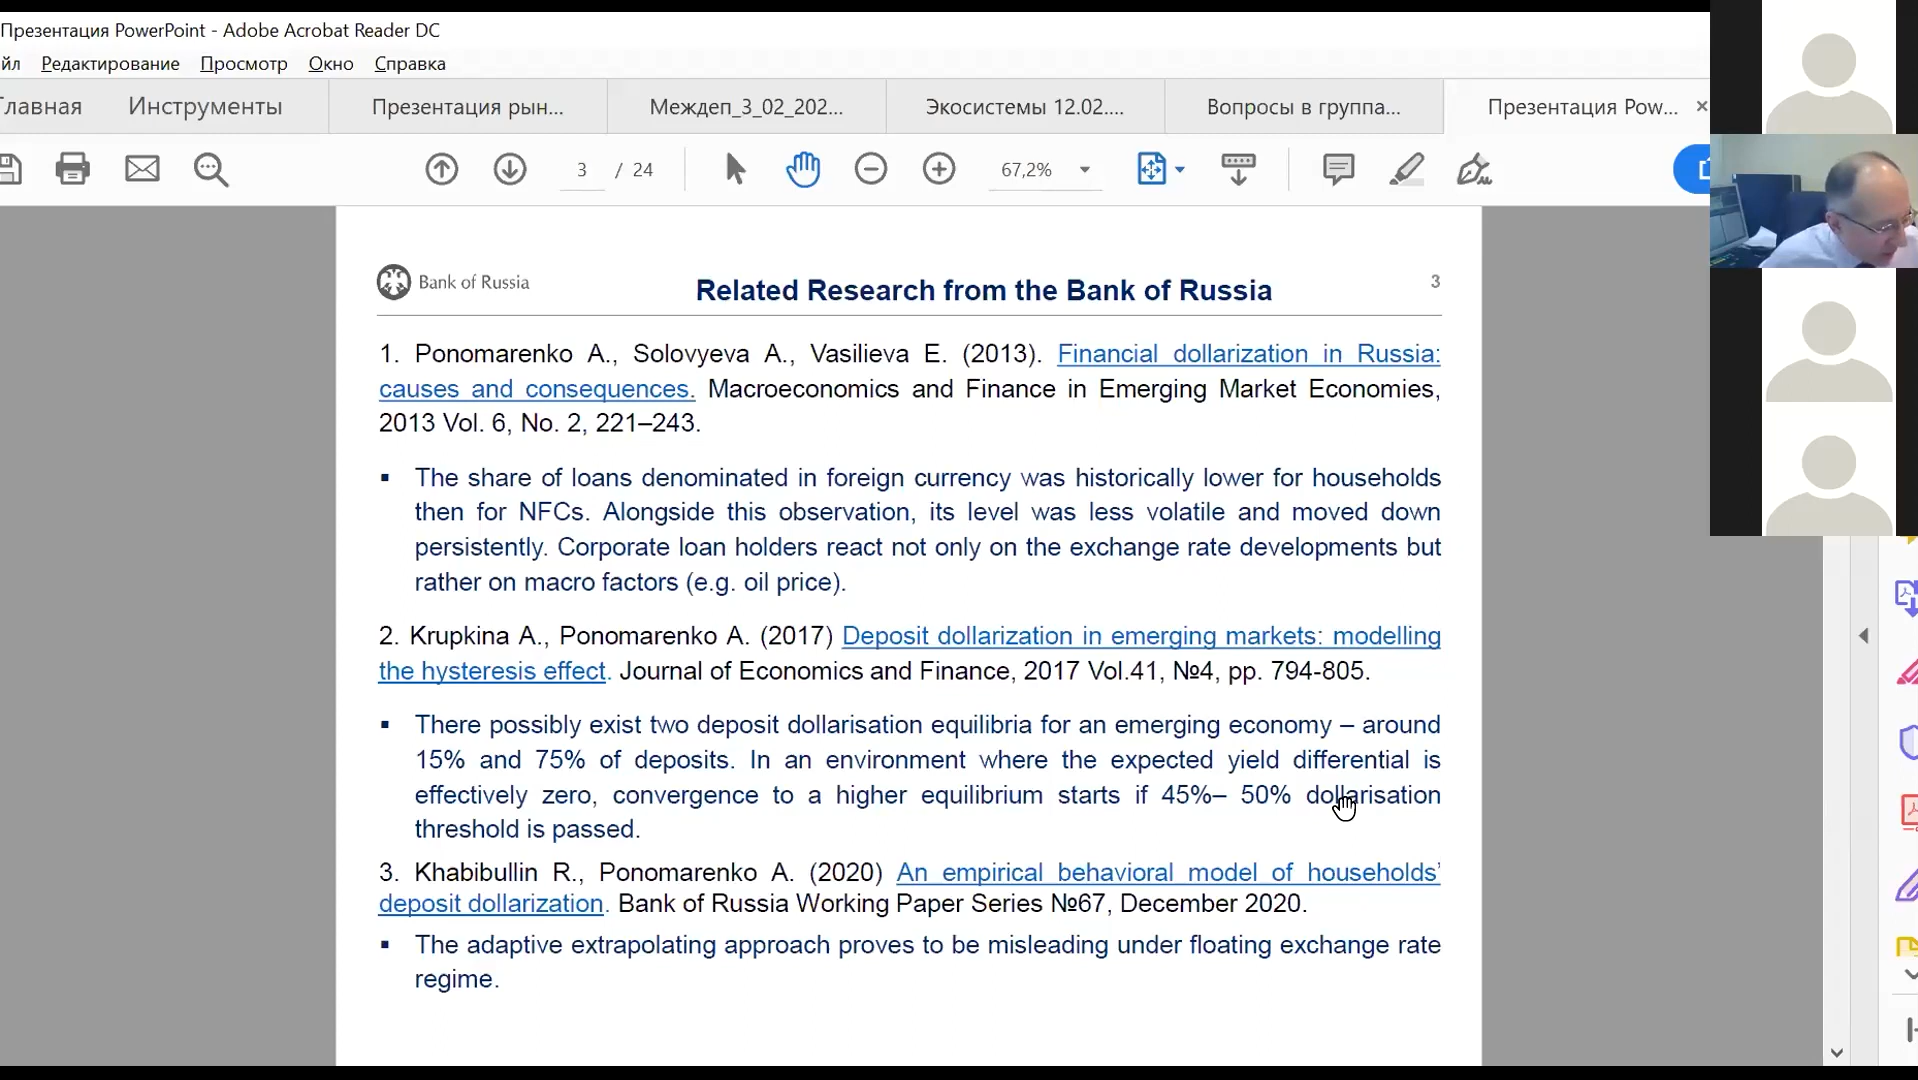 Презентация PowerPoint - Adobe Acrobat Reader DC
йл Редактирование Просмотр Окно Справка
Главная Инструменты Презентация рын... Междеп_3_02_202... Экосистемы 12.02.... Вопросы в группа... Презентация Pow... ×
3 / 24 67,2%
Bank of Russia
Related Research from the Bank of Russia
3
1. Ponomarenko A., Solovyeva A., Vasilieva E. (2013). Financial dollarization in Russia:
causes and consequences. Macroeconomics and Finance in Emerging Market Economies,
2013 Vol. 6, No. 2, 221–243.
▪ The share of loans denominated in foreign currency was historically lower for households
then for NFCs. Alongside this observation, its level was less volatile and moved down
persistently. Corporate loan holders react not only on the exchange rate developments but
rather on macro factors (e.g. oil price).
2. Krupkina A., Ponomarenko A. (2017) Deposit dollarization in emerging markets: modelling
the hysteresis effect. Journal of Economics and Finance, 2017 Vol.41, №4, pp. 794-805.
▪ There possibly exist two deposit dollarisation equilibria for an emerging economy – around
15% and 75% of deposits. In an environment where the expected yield differential is
effectively zero, convergence to a higher equilibrium starts if 45%– 50% dollarisation
threshold is passed.
3. Khabibullin R., Ponomarenko A. (2020) An empirical behavioral model of households’
deposit dollarization. Bank of Russia Working Paper Series №67, December 2020.
▪ The adaptive extrapolating approach proves to be misleading under floating exchange rate
regime.